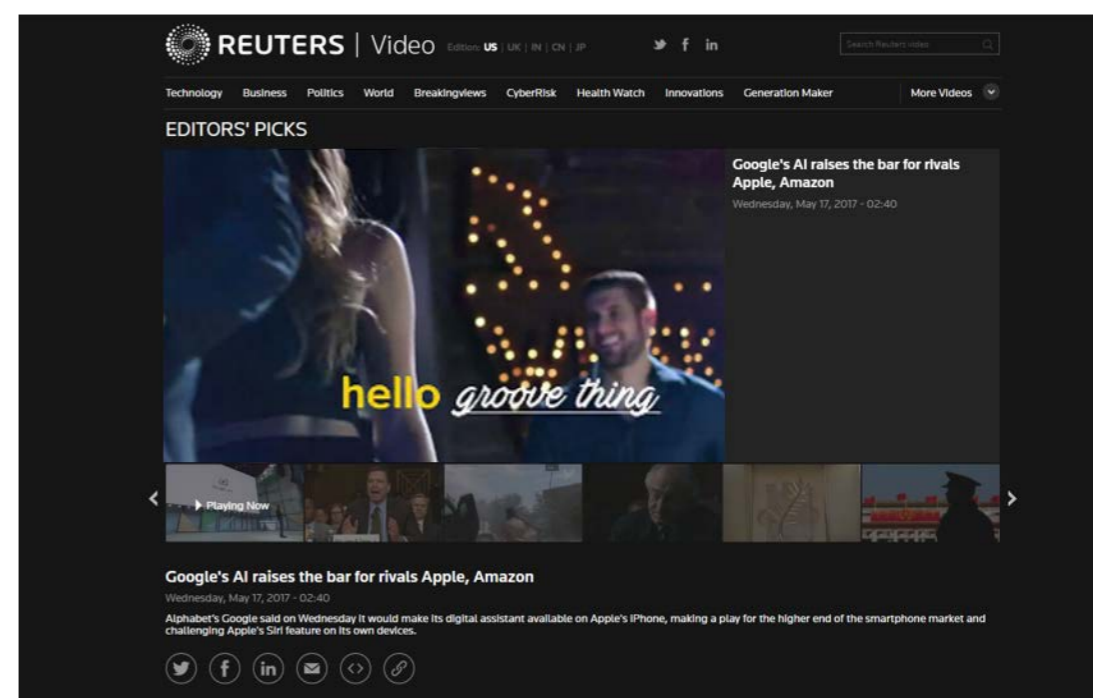 REUTERS | Video Edition: US | UK | IN | CN | JP
Search Reuters video
Technology Business Politics World Breakingviews CyberRisk Health Watch Innovations Generation Maker More Videos
EDITORS' PICKS
Google's AI raises the bar for rivals
Apple, Amazon
Wednesday, May 17, 2017 - 02:40
hello groove thing
Playing Now
Google's AI raises the bar for rivals Apple, Amazon
Wednesday, May 17, 2017 - 02:40
Alphabet's Google said on Wednesday it would make its digital assistant available on Apple's iPhone, making a play for the higher end of the smartphone market and
challenging Apple's Siri feature on its own devices.